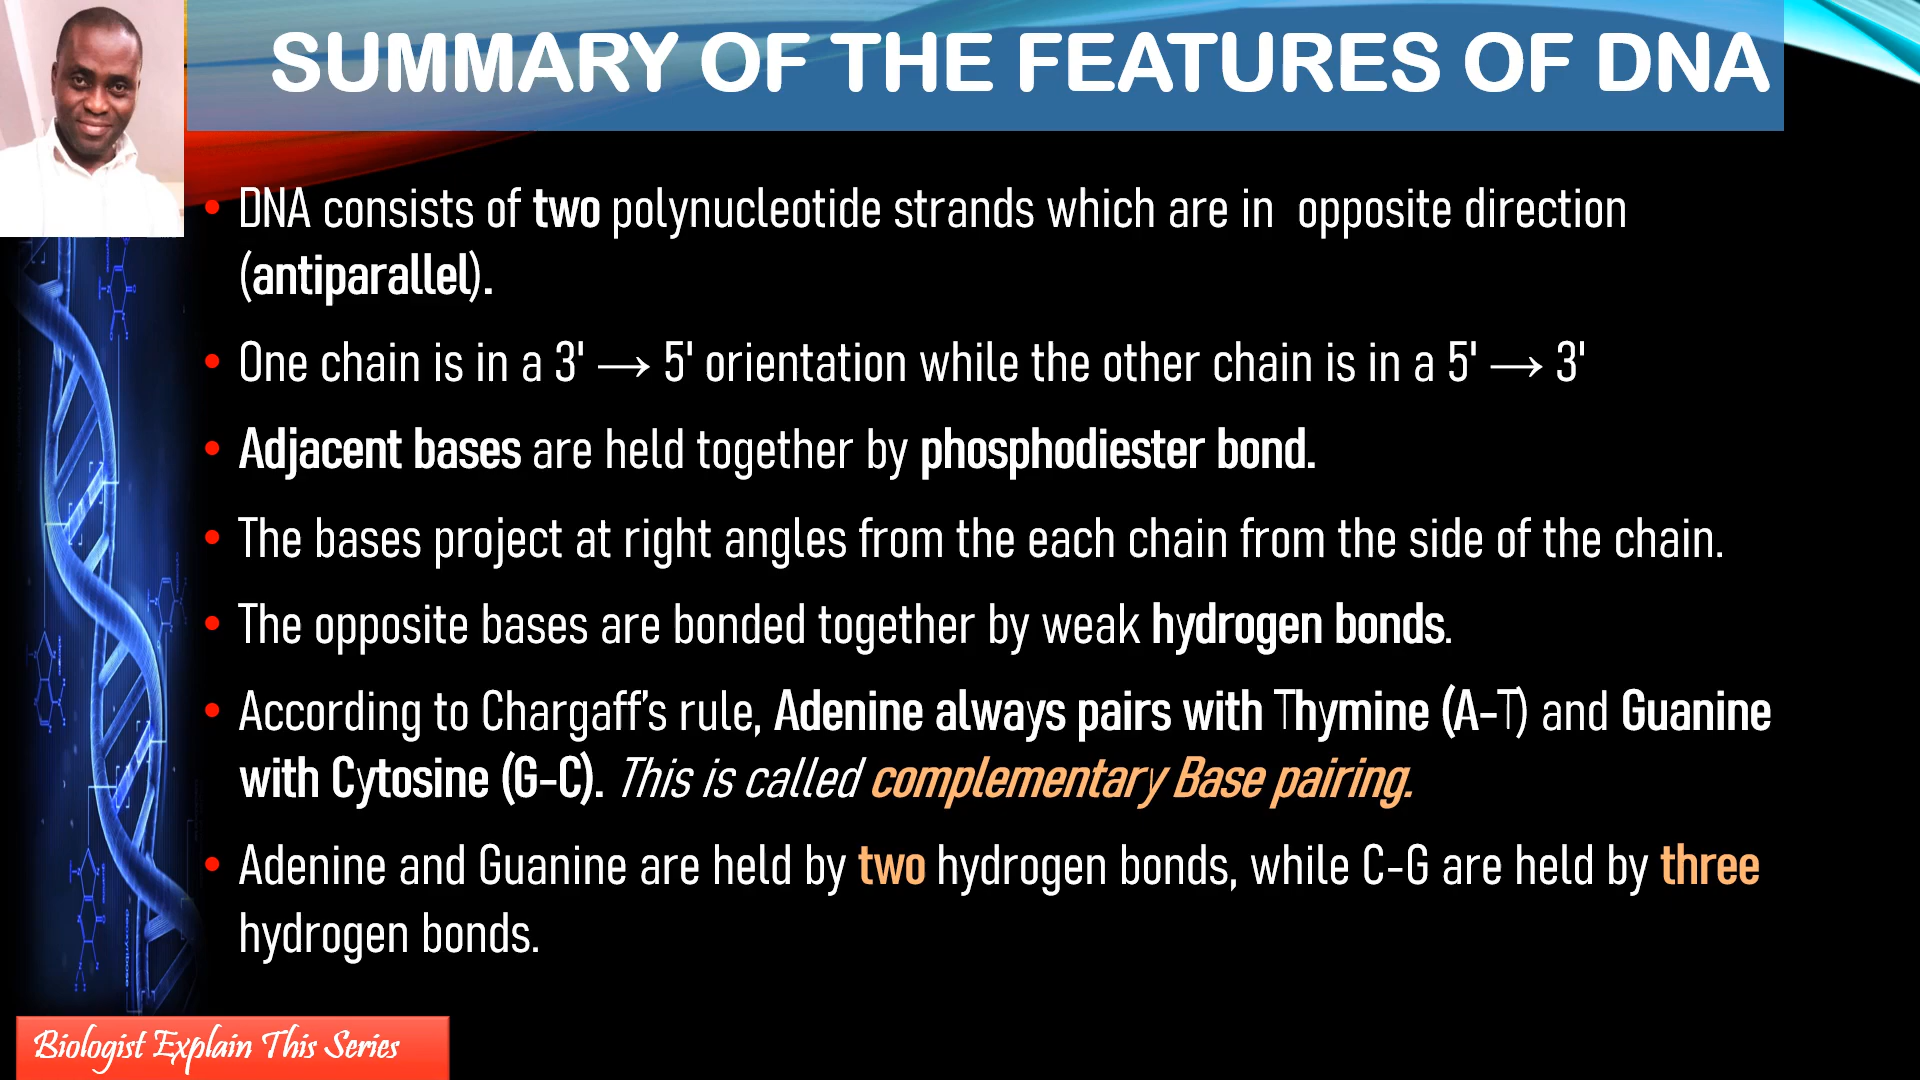 SUMMARY OF THE FEATURES OF DNA
• DNA consists of two polynucleotide strands which are in  opposite direction
(antiparallel).
• One chain is in a 3' → 5' orientation while the other chain is in a 5' → 3'
• Adjacent bases are held together by phosphodiester bond.
• The bases project at right angles from the each chain from the side of the chain.
• The opposite bases are bonded together by weak hydrogen bonds.
• According to Chargaff’s rule, Adenine always pairs with Thymine (A-T) and Guanine
with Cytosine (G-C). This is called complementary Base pairing.
• Adenine and Guanine are held by two hydrogen bonds, while C-G are held by three
hydrogen bonds.
Biologist Explain This Series